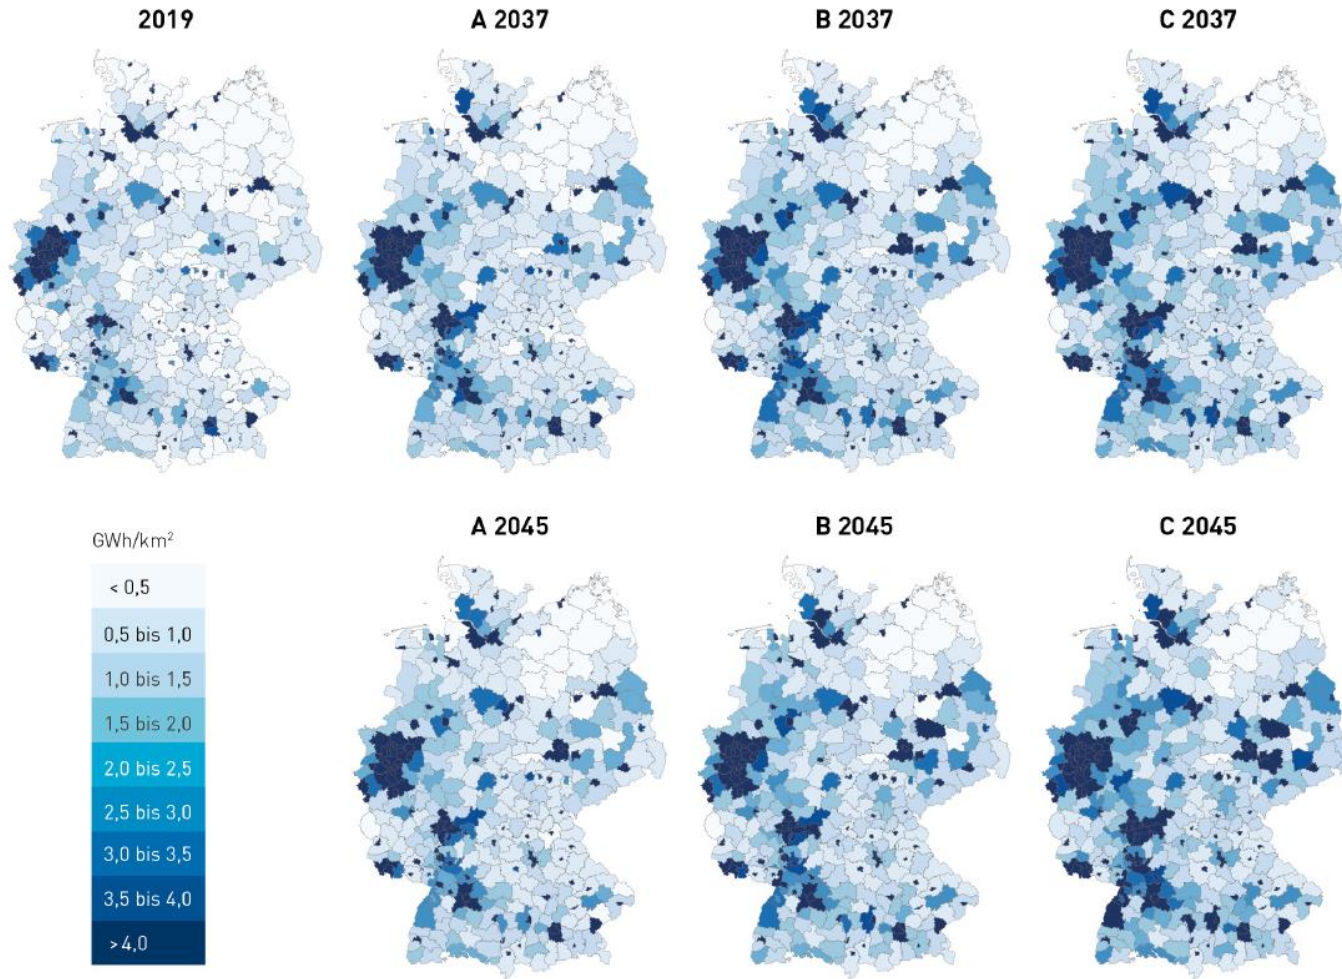 2019
A 2037
B 2037
C 2037
A 2045
B 2045
C 2045
GWh/km²
< 0,5
0,5 bis 1,0
1,0 bis 1,5
1,5 bis 2,0
2,0 bis 2,5
2,5 bis 3,0
3,0 bis 3,5
3,5 bis 4,0
> 4,0